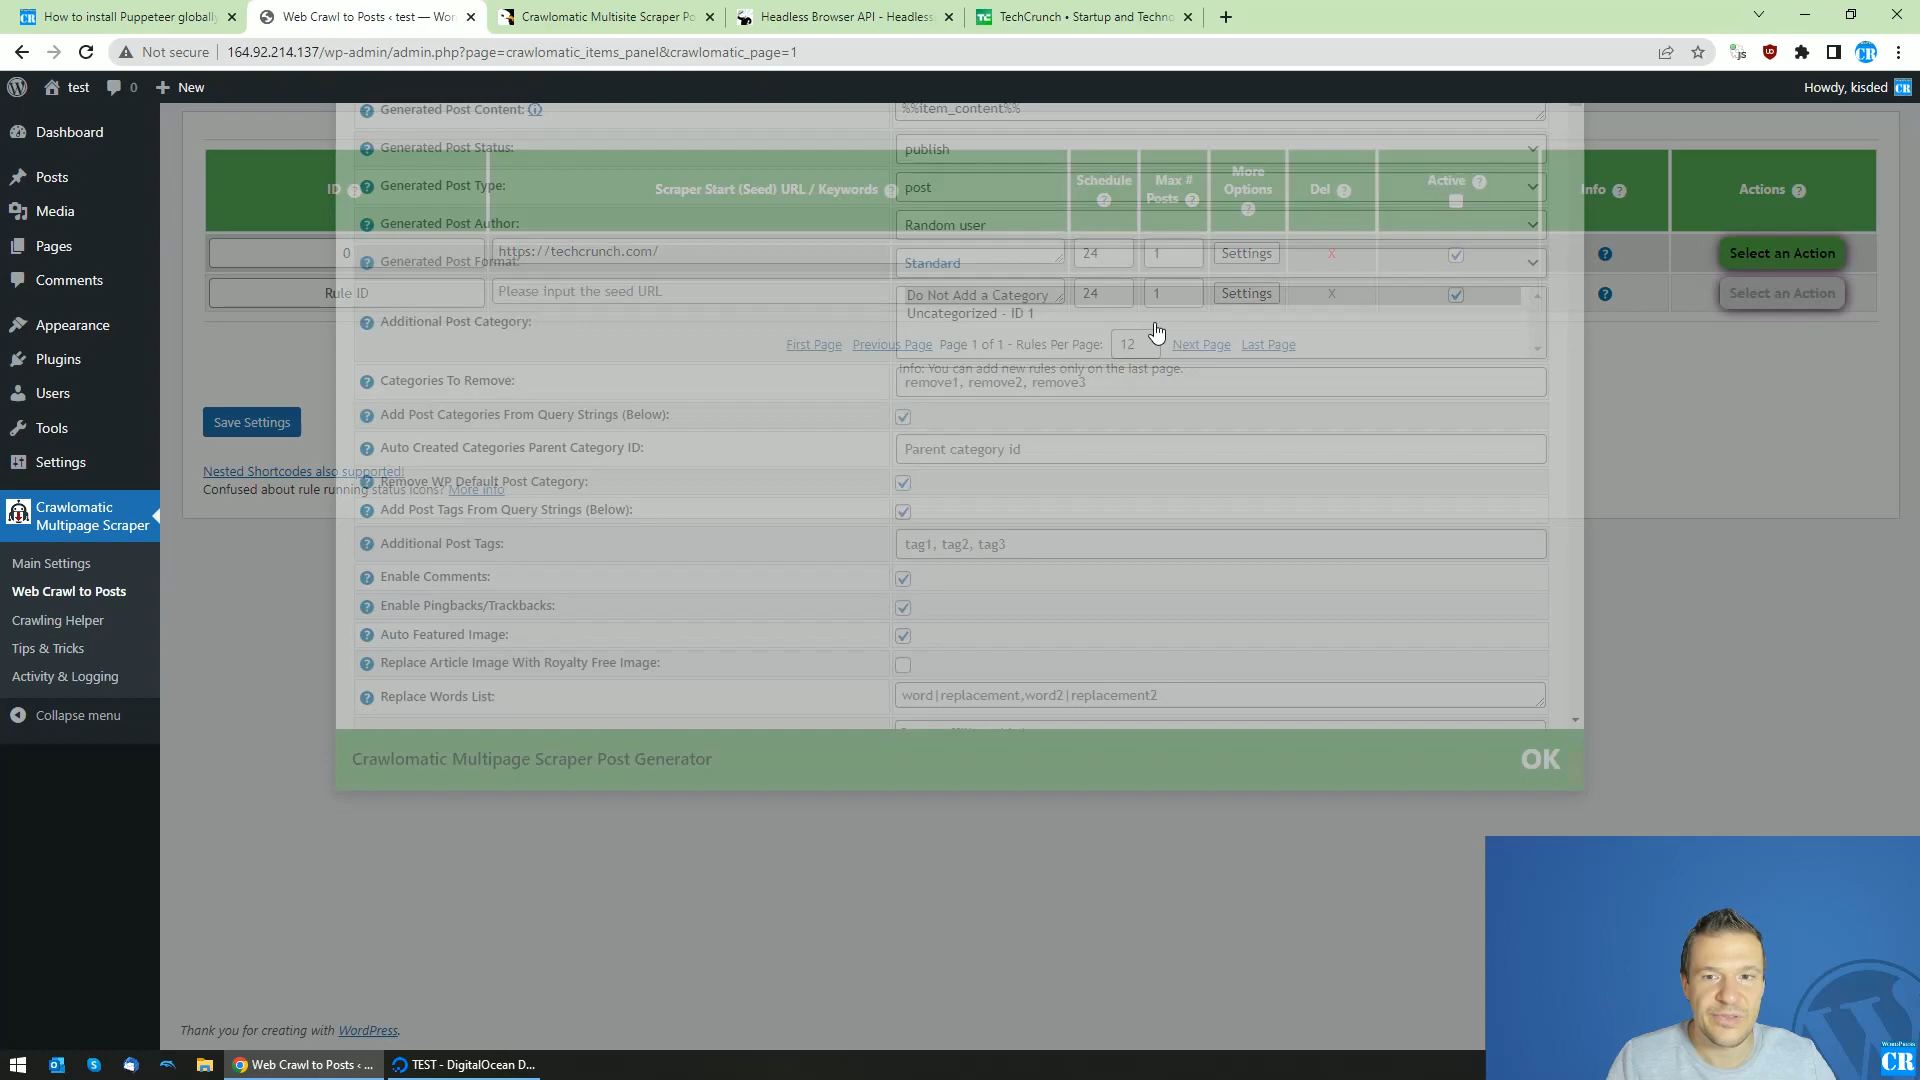 How to install Puppeteer globally
Web Crawl to Posts ‹ test — Wor
Crawlomatic Multisite Scraper Po
Headless Browser API - Headless
TechCrunch • Startup and Techno
Not secure
164.92.214.137/wp-admin/admin.php?page=crawlomatic_items_panel&crawlomatic_page=1
test
0
New
Howdy, kisded
Dashboard
Posts
Media
Pages
Comments
Appearance
Plugins
Users
Tools
Settings
Crawlomatic
Multipage Scraper
Main Settings
Web Crawl to Posts
Crawling Helper
Tips & Tricks
Activity & Logging
Collapse menu
ID
Scraper Start (Seed) URL / Keywords
Schedule
Max #
Posts
More
Options
Del
Active
Info
Actions
0
https://techcrunch.com/
24
1
Settings
X
Select an Action
Rule ID
Please input the seed URL
24
1
Settings
X
Select an Action
First Page
Previous Page
Page 1 of 1 - Rules Per Page:
12
Next Page
Last Page
Info: You can add new rules only on the last page.
Save Settings
Nested Shortcodes also supported!
Confused about rule running status icons? More info
Generated Post Content:
%%item_content%%
Generated Post Status:
publish
Generated Post Type:
post
Generated Post Author:
Random user
Generated Post Format:
Standard
Additional Post Category:
Do Not Add a Category
Uncategorized - ID 1
Categories To Remove:
remove1, remove2, remove3
Add Post Categories From Query Strings (Below):
Auto Created Categories Parent Category ID:
Parent category id
Remove WP Default Post Category:
Add Post Tags From Query Strings (Below):
Additional Post Tags:
tag1, tag2, tag3
Enable Comments:
Enable Pingbacks/Trackbacks:
Auto Featured Image:
Replace Article Image With Royalty Free Image:
Replace Words List:
word|replacement,word2|replacement2
Crawlomatic Multipage Scraper Post Generator
OK
Thank you for creating with WordPress.
Web Crawl to Posts ‹ ...
TEST - DigitalOcean D...
WORDPRESS
CR